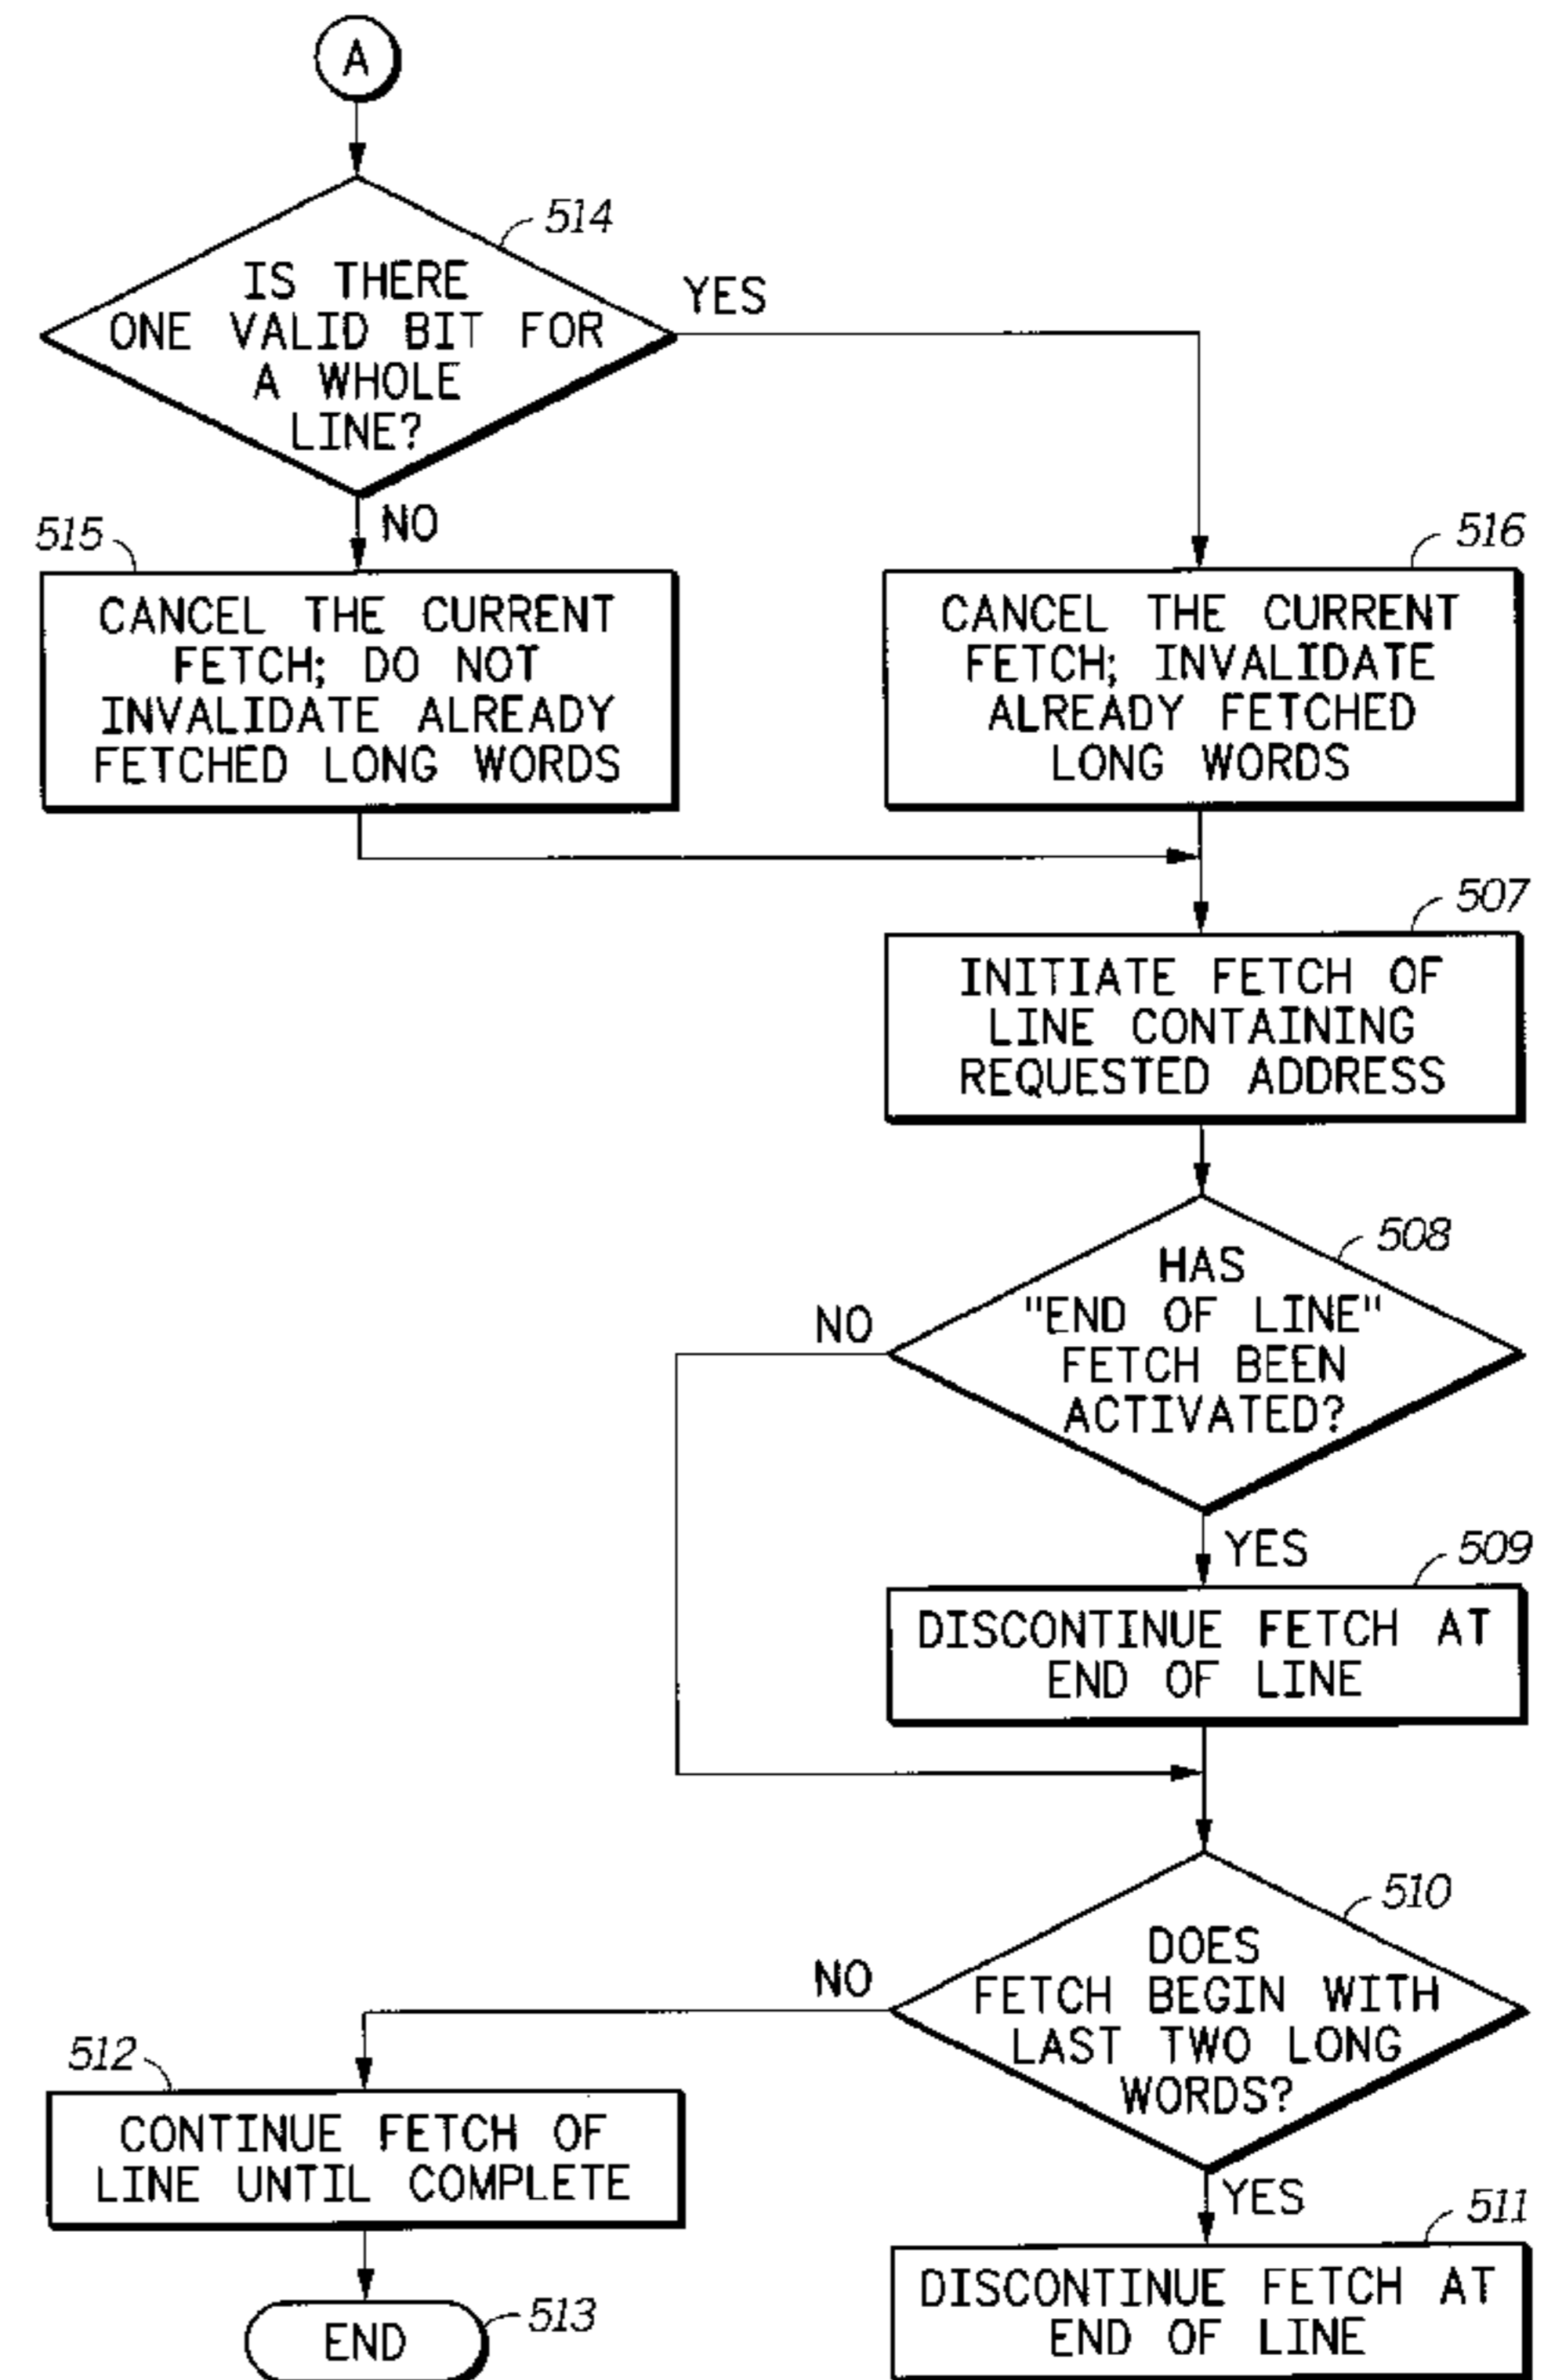 A
514
IS THERE
ONE VALID BIT FOR
A WHOLE
LINE?
YES
NO
515
CANCEL THE CURRENT
FETCH; DO NOT
INVALIDATE ALREADY
FETCHED LONG WORDS
516
CANCEL THE CURRENT
FETCH; INVALIDATE
ALREADY FETCHED
LONG WORDS
507
INITIATE FETCH OF
LINE CONTAINING
REQUESTED ADDRESS
508
HAS
"END OF LINE"
FETCH BEEN
ACTIVATED?
NO
YES
509
DISCONTINUE FETCH AT
END OF LINE
510
DOES
FETCH BEGIN WITH
LAST TWO LONG
WORDS?
NO
YES
512
CONTINUE FETCH OF
LINE UNTIL COMPLETE
511
DISCONTINUE FETCH AT
END OF LINE
END
513